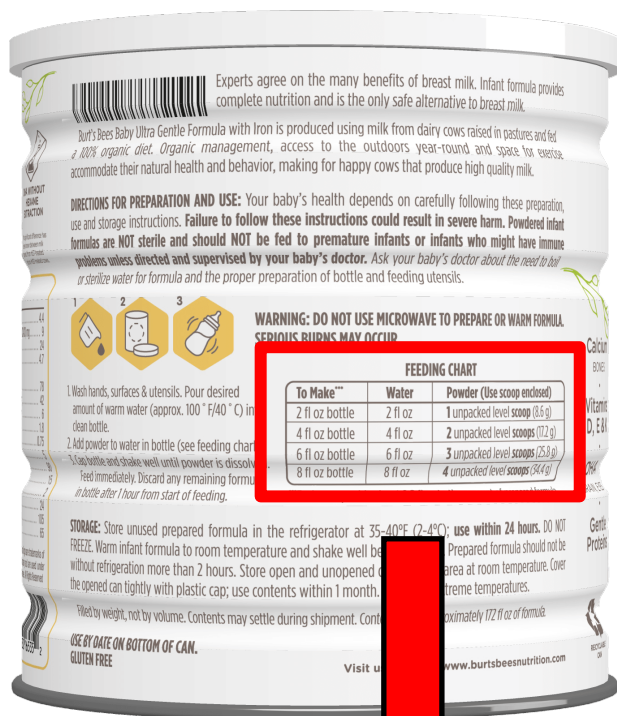 Experts agree on the many benefits of breast milk. Infant formula provides
complete nutrition and is the only safe alternative to breast milk.
Burt's Bees Baby Ultra Gentle Formula with Iron is produced using milk from dairy cows raised in pastures and fed
a 100% organic diet. Organic management, access to the outdoors year-round and space for exercise
accommodate their natural health and behavior, making for happy cows that produce high quality milk.
WITHOUT
HEXANE
EXTRACTION
DIRECTIONS FOR PREPARATION AND USE: Your baby's health depends on carefully following these preparation,
use and storage instructions. Failure to follow these instructions could result in severe harm. Powdered infant
formulas are NOT sterile and should NOT be fed to premature infants or infants who might have immune
problems unless directed and supervised by your baby's doctor. Ask your baby's doctor about the need to boil
or sterilize water for formula and the proper preparation of bottle and feeding utensils.
1 2 3
WARNING: DO NOT USE MICROWAVE TO PREPARE OR WARM FORMULA.
SERIOUS BURNS MAY OCCUR
1. Wash hands, surfaces & utensils. Pour desired
amount of warm water (approx. 100 ° F/40 ° C) in
clean bottle.
2. Add powder to water in bottle (see feeding chart
3. Cap bottle and shake well until powder is dissolv
Feed immediately. Discard any remaining formu
in bottle after 1 hour from start of feeding.
FEEDING CHART
To Make*** Water Powder (Use scoop enclosed)
2 fl oz bottle 2 fl oz 1 unpacked level scoop (8.6 g)
4 fl oz bottle 4 fl oz 2 unpacked level scoops (17.2 g)
6 fl oz bottle 6 fl oz 3 unpacked level scoops (25.8 g)
8 fl oz bottle 8 fl oz 4 unpacked level scoops (34.4 g)
Calcium
BONES
Vitamins
D, E & K
DHA
Gentle
Proteins
STORAGE: Store unused prepared formula in the refrigerator at 35-40°F (2-4°C); use within 24 hours. DO NOT
FREEZE. Warm infant formula to room temperature and shake well be Prepared formula should not be
without refrigeration more than 2 hours. Store open and unopened area at room temperature. Cover
the opened can tightly with plastic cap; use contents within 1 month. treme temperatures.
Filled by weight, not by volume. Contents may settle during shipment. Cont oximately 172 fl oz of formula.
USE BY DATE ON BOTTOM OF CAN.
GLUTEN FREE
Visit u www.burtsbeesnutrition.com
RECYCLABLE
CAN